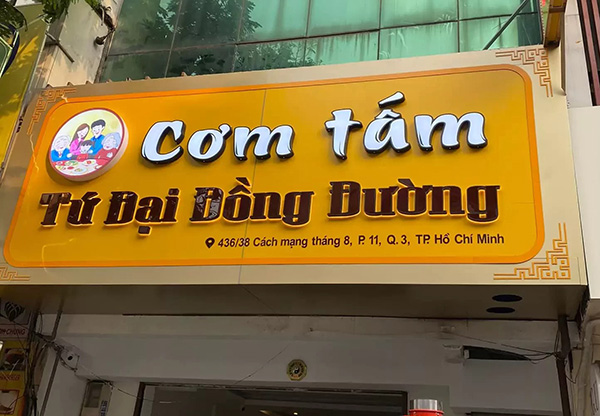 Cơm tấm
Tứ Đại Đồng Đường
436/38 Cách mạng tháng 8, P. 11, Q. 3, TP. Hồ Chí Minh